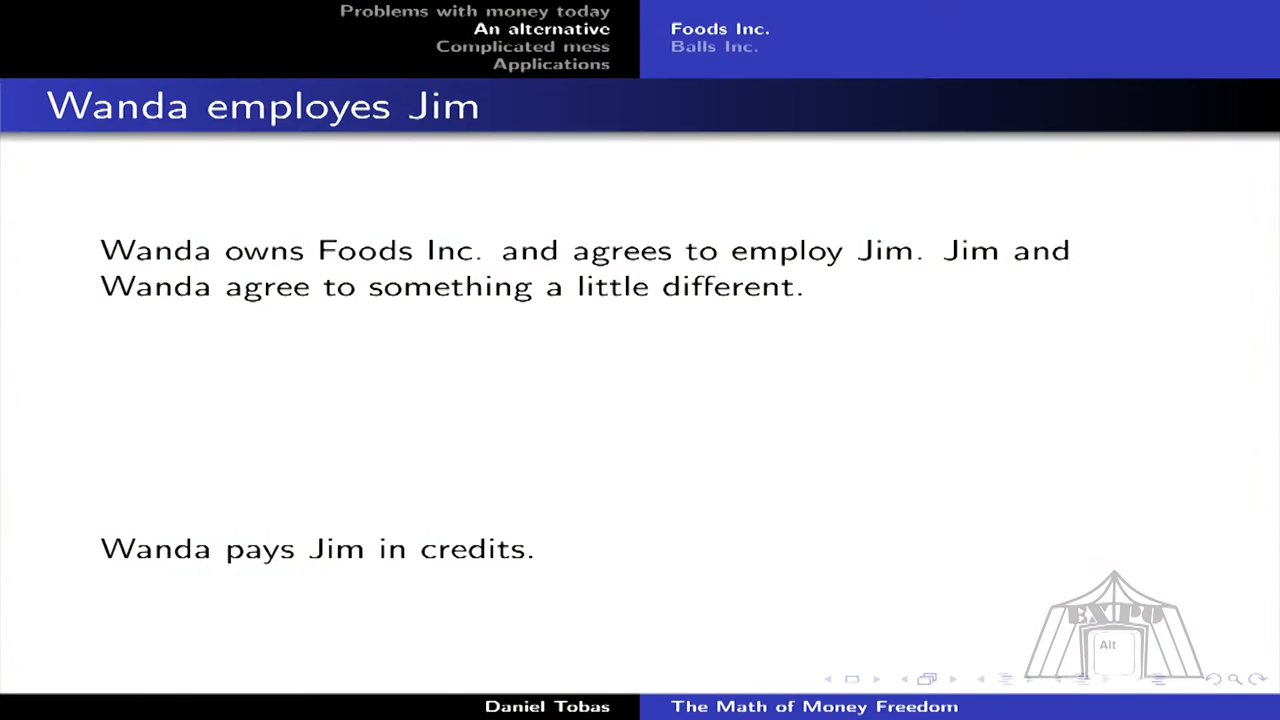 Problems with money today
An alternative
Complicated mess
Applications
Foods Inc.
Balls Inc.
Wanda employes Jim
Wanda owns Foods Inc. and agrees to employ Jim. Jim and
Wanda agree to something a little different.
Wanda pays Jim in credits.
EXPO
Alt
Daniel Tobas
The Math of Money Freedom